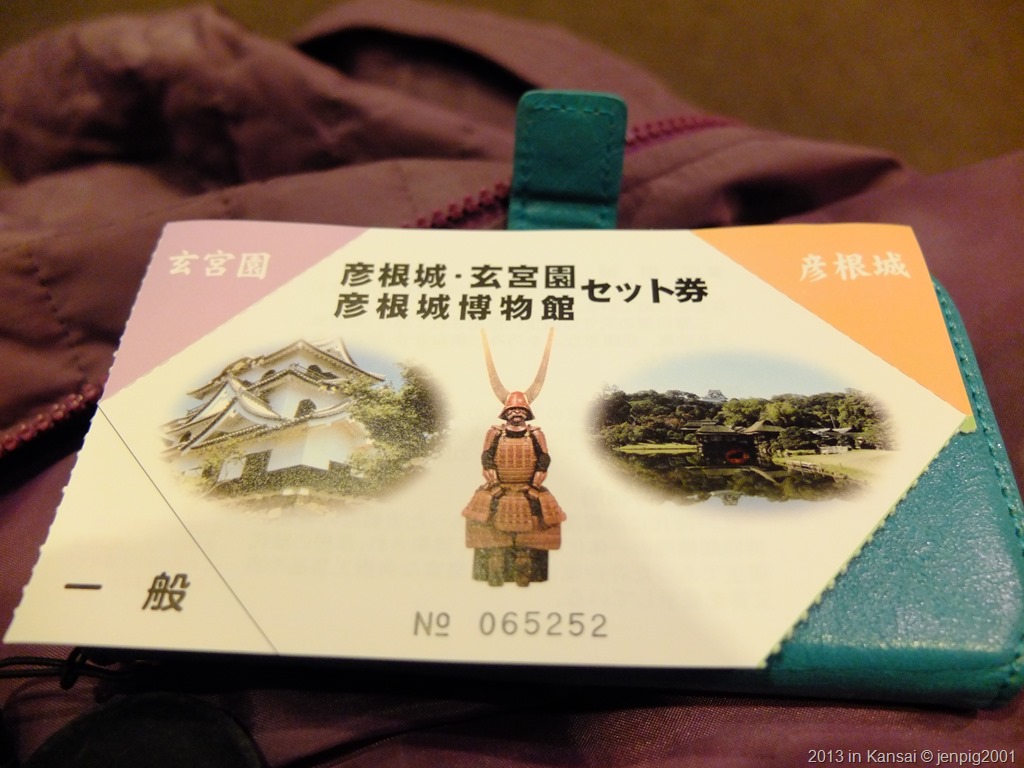 玄宮園
彦根城
彦根城・玄宮園
彦根城博物館
セット券
一般
№ 065252
2013 in Kansai © jenpig2001